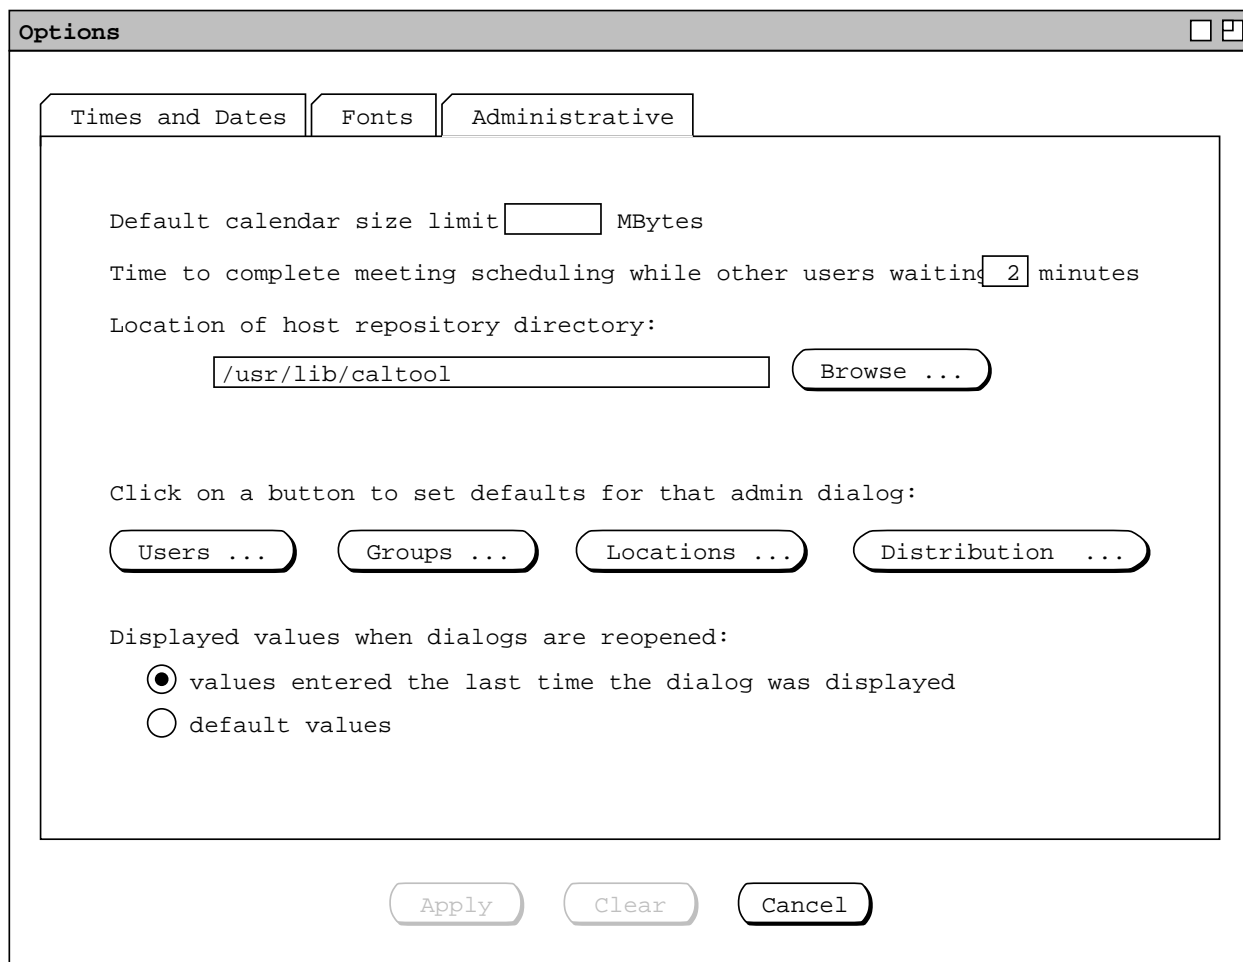 Options
Times and Dates Fonts Administrative
Default calendar size limit MBytes
Time to complete meeting scheduling while other users waiting 2 minutes
Location of host repository directory:
/usr/lib/caltool Browse ...
Click on a button to set defaults for that admin dialog:
Users ... Groups ... Locations ... Distribution ...
Displayed values when dialogs are reopened:
values entered the last time the dialog was displayed
default values
Apply Clear Cancel